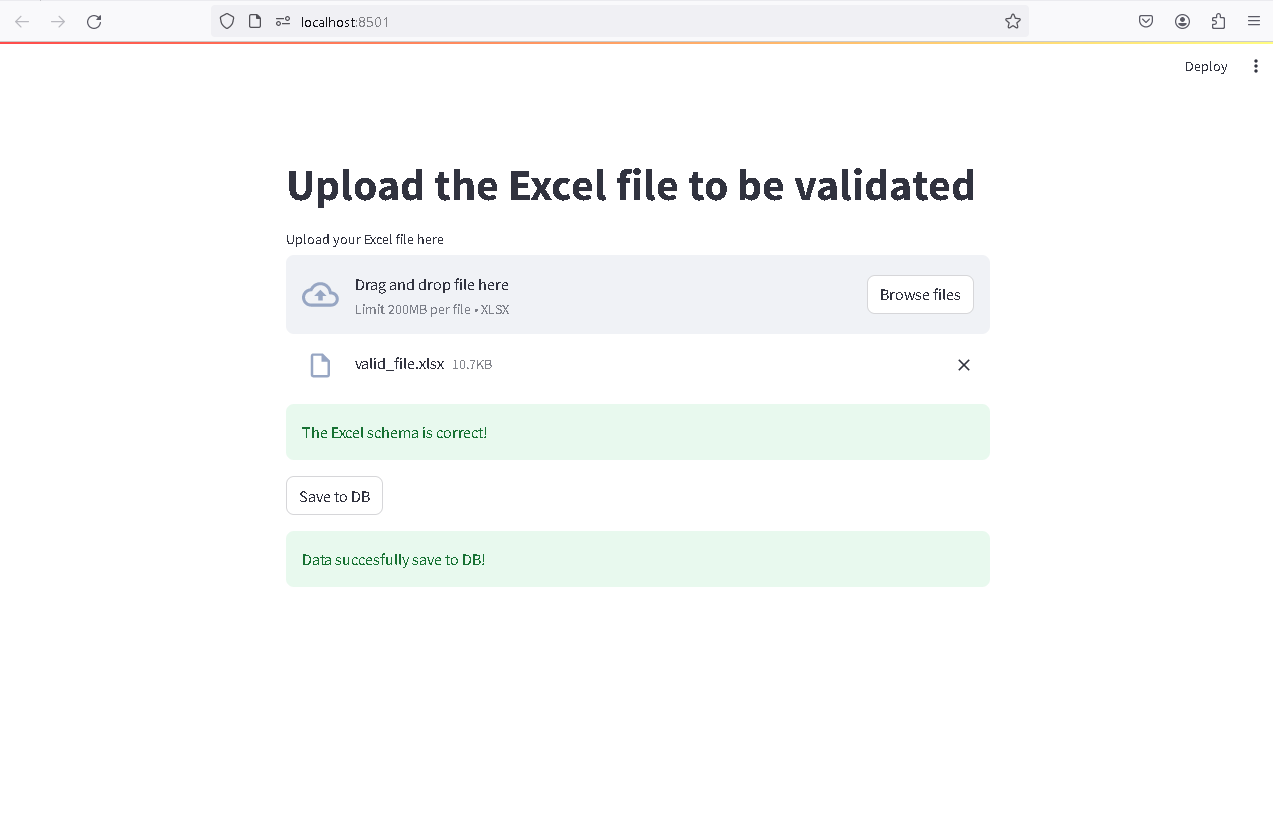 localhost:8501
Deploy
Upload the Excel file to be validated
Upload your Excel file here
Drag and drop file here
Limit 200MB per file • XLSX
Browse files
valid_file.xlsx 10.7KB
The Excel schema is correct!
Save to DB
Data succesfully save to DB!